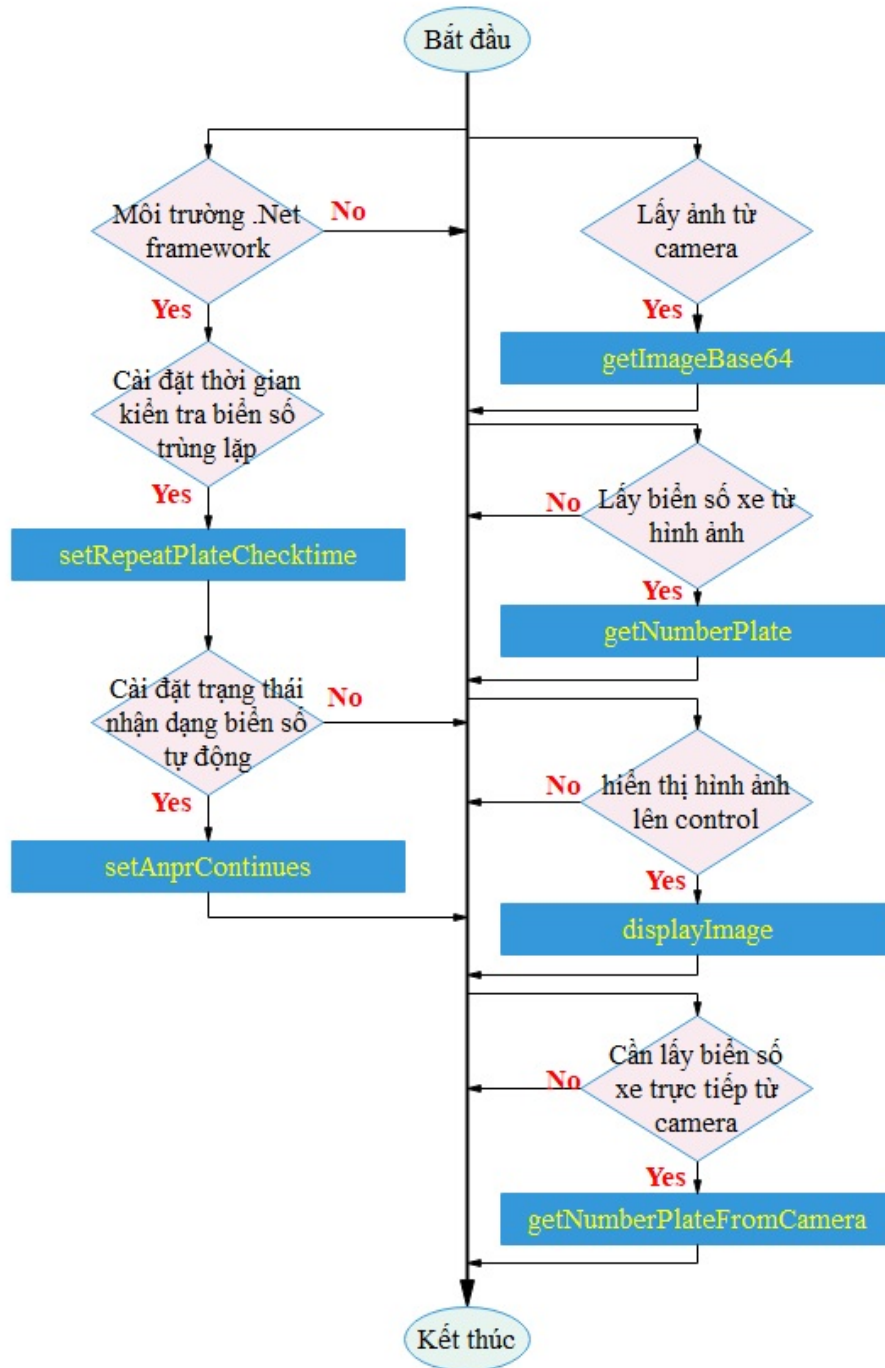 Bắt đầu
Môi trường .Net
framework
No
Yes
Cài đặt thời gian
kiển tra biển số
trùng lặp
Yes
setRepeatPlateChecktime
Cài đặt trạng thái
nhận dạng biển số
tự động
No
Yes
setAnprContinues
Lấy ảnh từ
camera
Yes
getImageBase64
Lấy biển số xe từ
hình ảnh
No
Yes
getNumberPlate
hiển thị hình ảnh
lên control
No
Yes
displayImage
Cần lấy biển số
xe trực tiếp từ
camera
No
Yes
getNumberPlateFromCamera
Kết thúc